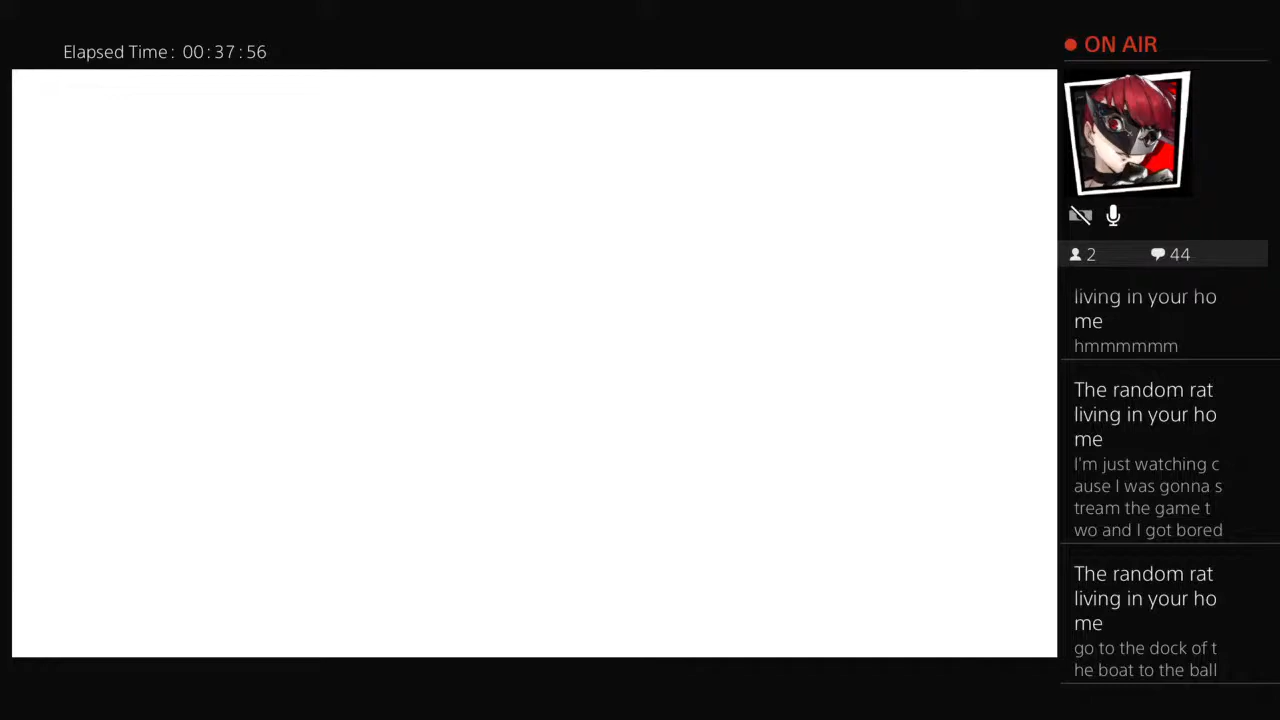 Elapsed Time: 00:37:56
ON AIR
2 44
living in your ho
me
hmmmmmm
The random rat
living in your ho
me
I'm just watching c
ause I was gonna s
tream the game t
wo and I got bored
The random rat
living in your ho
me
go to the dock of t
he boat to the ball